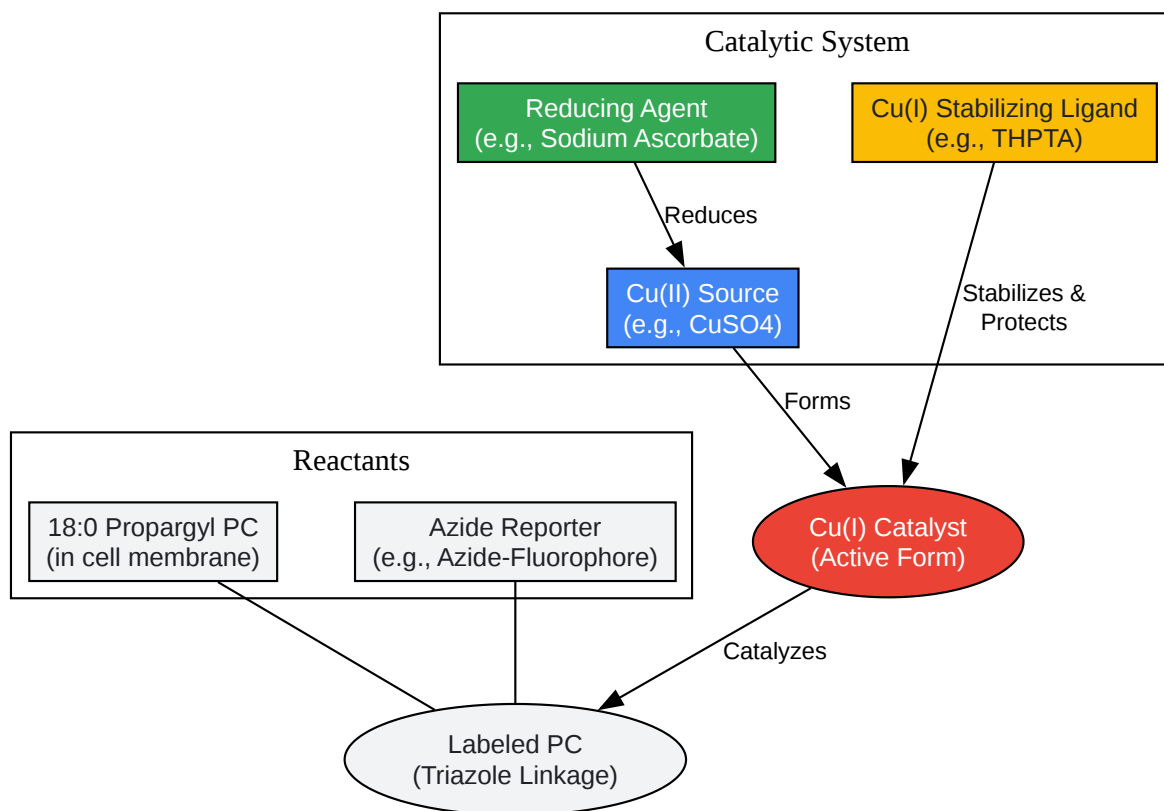 Catalytic System
Reducing Agent
(e.g., Sodium Ascorbate)
Cu(I) Stabilizing Ligand
(e.g., THPTA)
Reduces
Cu(II) Source
(e.g., CuSO4)
Stabilizes &
Protects
Forms
Reactants
18:0 Propargyl PC
(in cell membrane)
Azide Reporter
(e.g., Azide-Fluorophore)
Cu(I) Catalyst
(Active Form)
Catalyzes
Labeled PC
(Triazole Linkage)